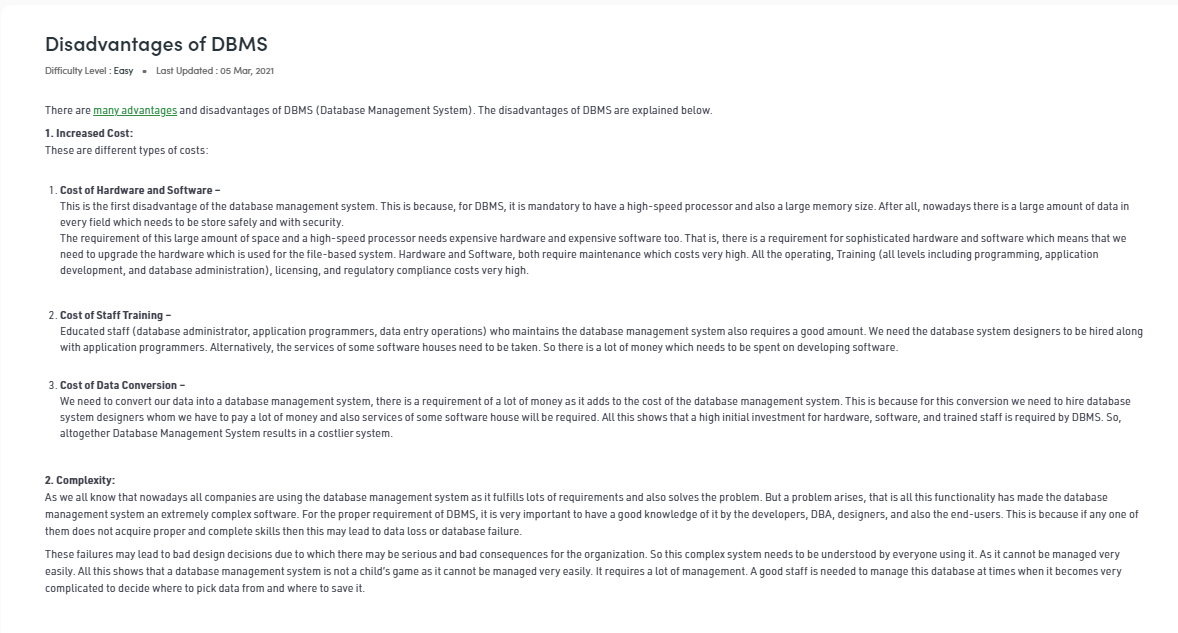 Disadvantages of DBMS
Difficulty Level : Easy • Last Updated : 05 Mar, 2021
There are many advantages and disadvantages of DBMS (Database Management System). The disadvantages of DBMS are explained below.
1. Increased Cost:
These are different types of costs:
1. Cost of Hardware and Software –
This is the first disadvantage of the database management system. This is because, for DBMS, it is mandatory to have a high-speed processor and also a large memory size. After all, nowadays there is a large amount of data in
every field which needs to be store safely and with security.
The requirement of this large amount of space and a high-speed processor needs expensive hardware and expensive software too. That is, there is a requirement for sophisticated hardware and software which means that we
need to upgrade the hardware which is used for the file-based system. Hardware and Software, both require maintenance which costs very high. All the operating, Training (all levels including programming, application
development, and database administration), licensing, and regulatory compliance costs very high.
2. Cost of Staff Training –
Educated staff (database administrator, application programmers, data entry operations) who maintains the database management system also requires a good amount. We need the database system designers to be hired along
with application programmers. Alternatively, the services of some software houses need to be taken. So there is a lot of money which needs to be spent on developing software.
3. Cost of Data Conversion –
We need to convert our data into a database management system, there is a requirement of a lot of money as it adds to the cost of the database management system. This is because for this conversion we need to hire database
system designers whom we have to pay a lot of money and also services of some software house will be required. All this shows that a high initial investment for hardware, software, and trained staff is required by DBMS. So,
altogether Database Management System results in a costlier system.
2. Complexity:
As we all know that nowadays all companies are using the database management system as it fulfills lots of requirements and also solves the problem. But a problem arises, that is all this functionality has made the database
management system an extremely complex software. For the proper requirement of DBMS, it is very important to have a good knowledge of it by the developers, DBA, designers, and also the end-users. This is because if any one of
them does not acquire proper and complete skills then this may lead to data loss or database failure.
These failures may lead to bad design decisions due to which there may be serious and bad consequences for the organization. So this complex system needs to be understood by everyone using it. As it cannot be managed very
easily. All this shows that a database management system is not a child's game as it cannot be managed very easily. It requires a lot of management. A good staff is needed to manage this database at times when it becomes very
complicated to decide where to pick data from and where to save it.